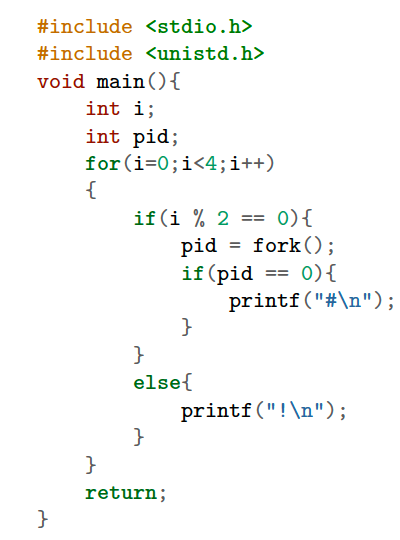 #include <stdio.h>
#include <unistd.h>
void main(){
    int i;
    int pid;
    for(i=0;i<4;i++)
    {
        if(i % 2 == 0){
            pid = fork();
            if(pid == 0){
                printf("#\n");
            }
        }
        else{
            printf("!\n");
        }
    }
    return;
}